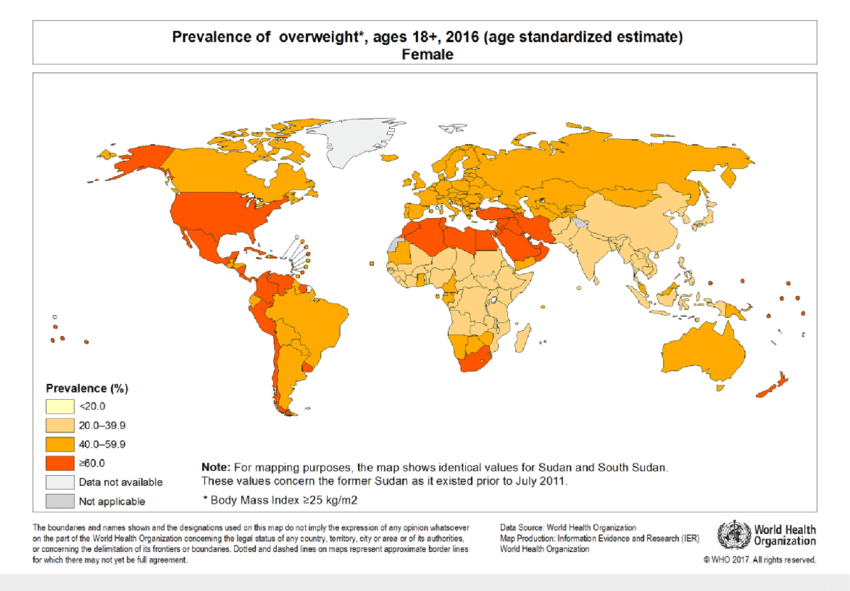 Prevalence of overweight*, ages 18+, 2016 (age standardized estimate)
Female
Prevalence (%)
<20.0
20.0–39.9
40.0–59.9
≥60.0
Data not available
Not applicable
Note: For mapping purposes, the map shows identical values for Sudan and South Sudan.
These values concern the former Sudan as it existed prior to July 2011.
* Body Mass Index ≥25 kg/m2
The boundaries and names shown and the designations used on this map do not imply the expression of any opinion whatsoever
on the part of the World Health Organization concerning the legal status of any country, territory, city or area or of its authorities,
or concerning the delimitation of its frontiers or boundaries. Dotted and dashed lines on maps represent approximate border lines
for which there may not yet be full agreement.
Data Source: World Health Organization
Map Production: Information Evidence and Research (IER)
World Health Organization
World Health
Organization
© WHO 2017. All rights reserved.